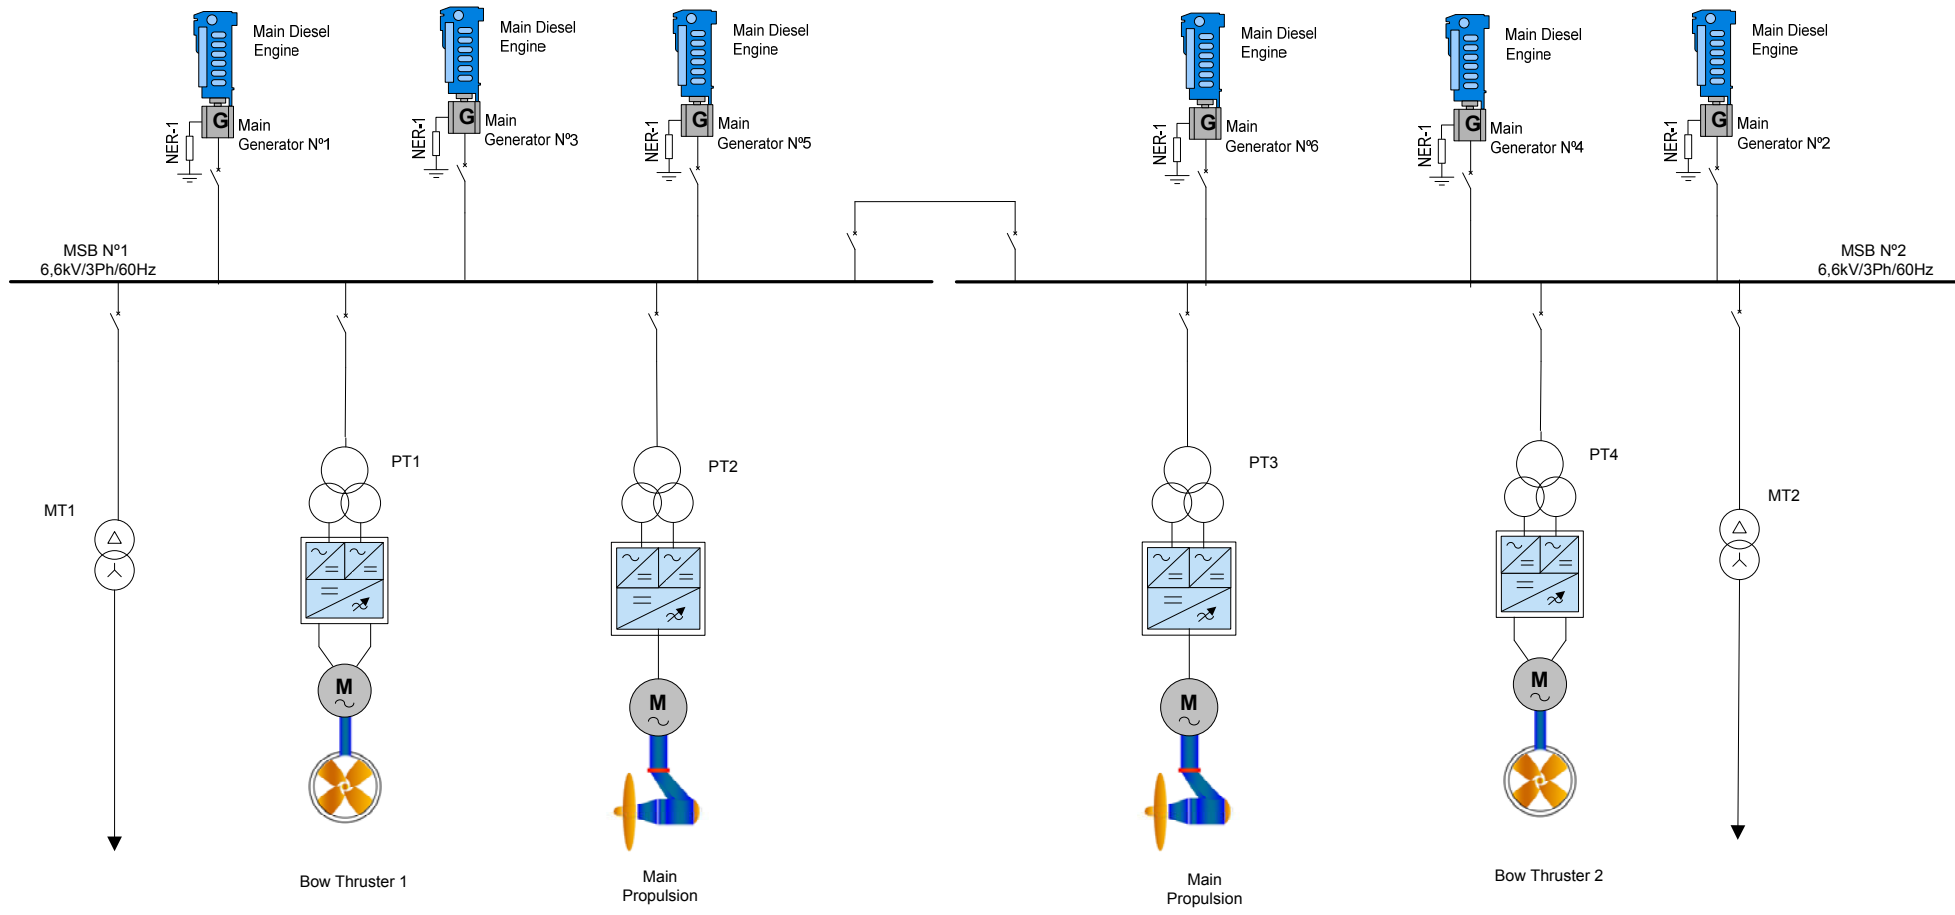 Main Diesel
Engine
Main Diesel
Engine
Main Diesel
Engine
Main Diesel
Engine
Main Diesel
Engine
Main Diesel
Engine
NER-1
G
Main
Generator Nº1
NER-1
G
Main
Generator Nº3
NER-1
G
Main
Generator Nº5
NER-1
G
Main
Generator Nº6
NER-1
G
Main
Generator Nº4
NER-1
G
Main
Generator Nº2
MSB Nº1
6,6kV/3Ph/60Hz
MSB Nº2
6,6kV/3Ph/60Hz
MT1
PT1
PT2
PT3
PT4
MT2
M
M
M
M
Bow Thruster 1
Main
Propulsion
Main
Propulsion
Bow Thruster 2